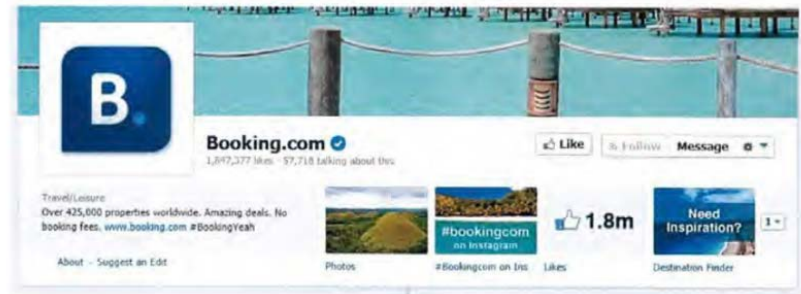 B.
Booking.com
1,847,377 likes · 57,718 talking about this
Like
Follow
Message
Travel/Leisure
Over 425,000 properties worldwide. Amazing deals. No
booking fees. www.booking.com #BookingYeah
About - Suggest an Edit
#bookingcom
on Instagram
1.8m
Need
Inspiration?
1
Photos
#Bookingcom on Ins
Likes
Destination Finder